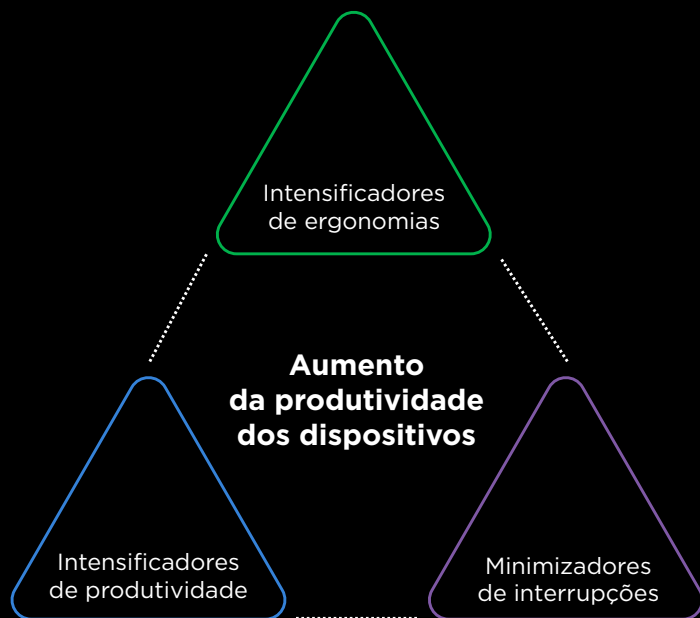 Intensificadores
de ergonomias
Aumento
da produtividade
dos dispositivos
Intensificadores
de produtividade
Minimizadores
de interrupções